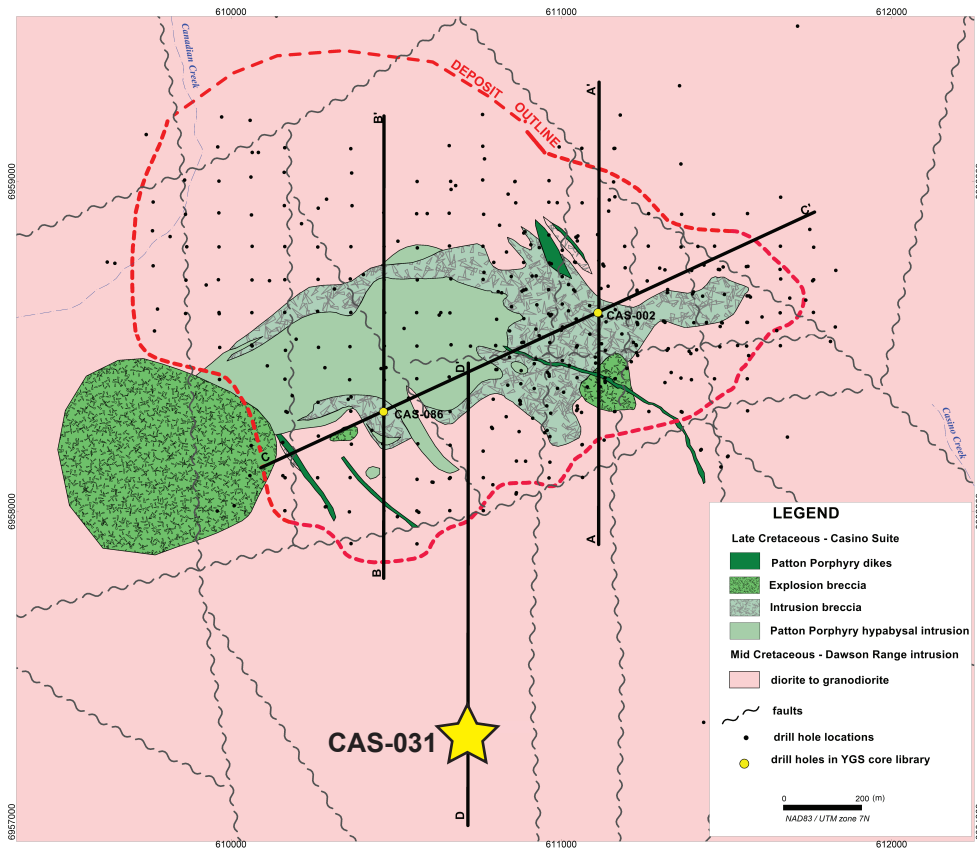 610000
611000
612000
Canadian Creek
DEPOSIT OUTLINE
A'
B'
6959000
C'
CAS-002
D'
CAS-086
Casino Creek
C
6958000
A
B
CAS-031
D
6957000
LEGEND
Late Cretaceous - Casino Suite
Patton Porphyry dikes
Explosion breccia
Intrusion breccia
Patton Porphyry hypabysal intrusion
Mid Cretaceous - Dawson Range intrusion
diorite to granodiorite
faults
drill hole locations
drill holes in YGS core library
0 200 (m)
NAD83 / UTM zone 7N
610000
611000
612000